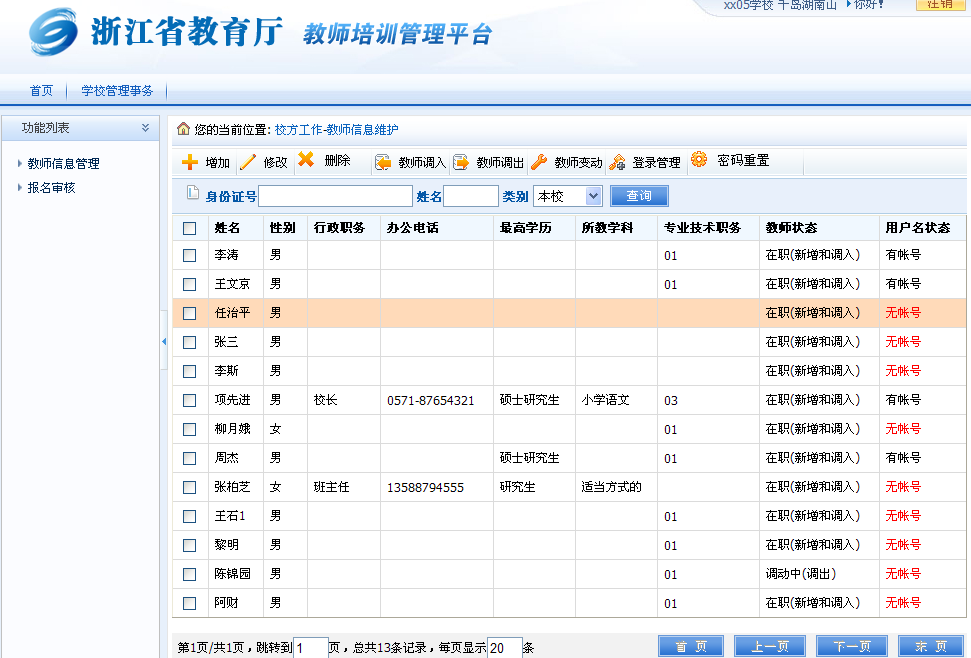 xx05学校 千岛湖南山 你好! 注销
浙江省教育厅 教师培训管理平台
首页 学校管理事务
功能列表
教师信息管理
报名审核
您的当前位置: 校方工作-教师信息维护
增加 修改 删除 教师调入 教师调出 教师变动 登录管理 密码重置
身份证号 姓名 类别 本校 查询
姓名 性别 行政职务 办公电话 最高学历 所教学科 专业技术职务 教师状态 用户名状态
李涛 男 01 在职(新增和调入) 有帐号
王文京 男 01 在职(新增和调入) 有帐号
任治平 男 在职(新增和调入) 无帐号
张三 男 在职(新增和调入) 无帐号
李斯 男 在职(新增和调入) 无帐号
项先进 男 校长 0571-87654321 硕士研究生 小学语文 03 在职(新增和调入) 有帐号
柳月娥 女 01 在职(新增和调入) 无帐号
周杰 男 硕士研究生 01 在职(新增和调入) 有帐号
张柏芝 女 班主任 13588794555 研究生 适当方式的 在职(新增和调入) 无帐号
王石1 男 01 在职(新增和调入) 无帐号
黎明 男 01 在职(新增和调入) 无帐号
陈锦园 男 01 调动中(调出) 无帐号
阿财 男 01 在职(新增和调入) 无帐号
第1页/共1页，跳转到 1 页，总共13条记录，每页显示 20 条 首 页 上一页 下一页 末 页